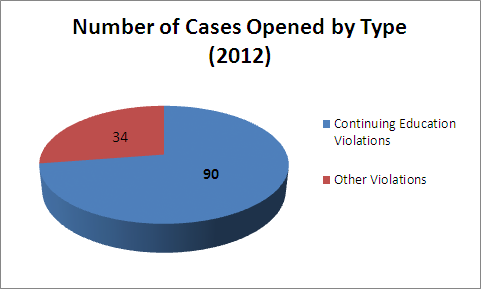 Number of Cases Opened by Type
(2012)
34
90
Continuing Education
Violations
Other Violations